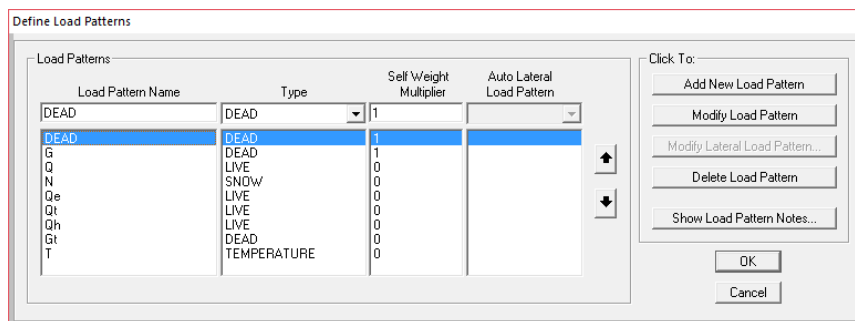 Define Load Patterns
Load Patterns
Click To:
Load Pattern Name Type Self Weight Multiplier Auto Lateral Load Pattern
DEAD DEAD 1
DEAD DEAD 1
G DEAD 1
Q LIVE 0
N SNOW 0
Qe LIVE 0
Qt LIVE 0
Qh LIVE 0
Gt DEAD 0
T TEMPERATURE 0
Add New Load Pattern
Modify Load Pattern
Modify Lateral Load Pattern...
Delete Load Pattern
Show Load Pattern Notes...
OK
Cancel